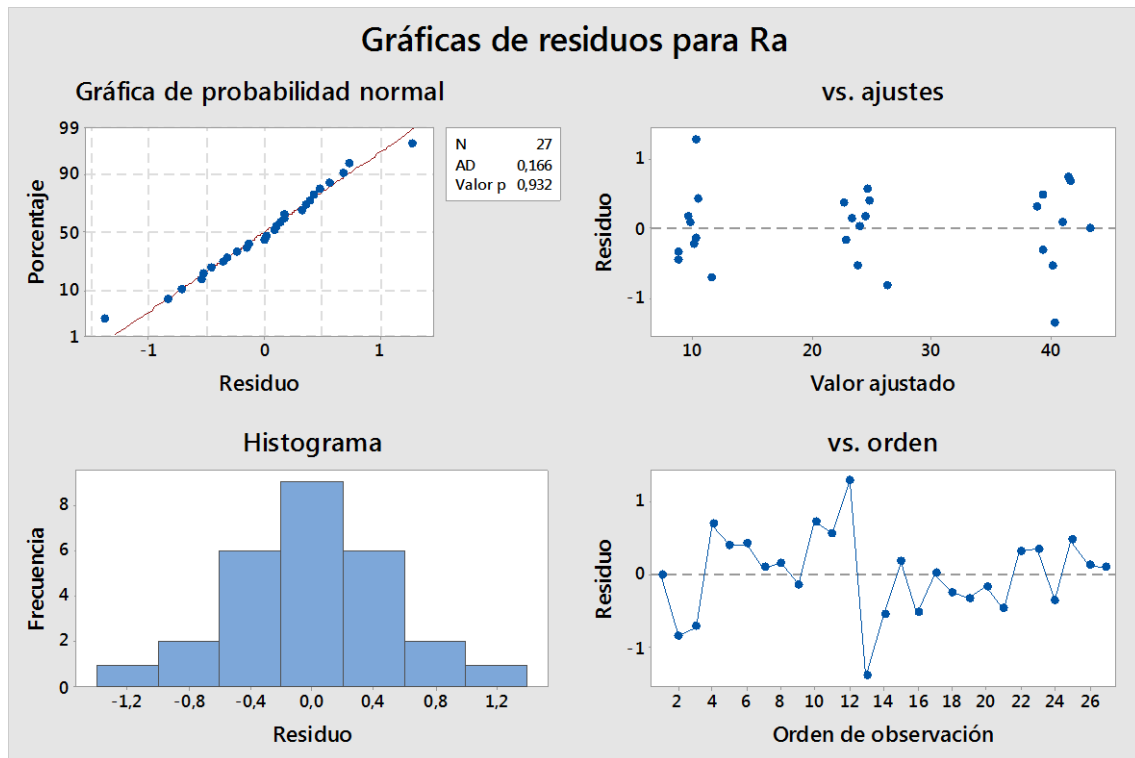 Gráficas de residuos para Ra
Gráfica de probabilidad normal
99
90
50
10
1
Porcentaje
-1
0
1
Residuo
N 27
AD 0,166
Valor p 0,932
vs. ajustes
1
0
-1
Residuo
10
20
30
40
Valor ajustado
Histograma
8
6
4
2
0
Frecuencia
-1,2
-0,8
-0,4
0,0
0,4
0,8
1,2
Residuo
vs. orden
1
0
-1
Residuo
2
4
6
8
10
12
14
16
18
20
22
24
26
Orden de observación